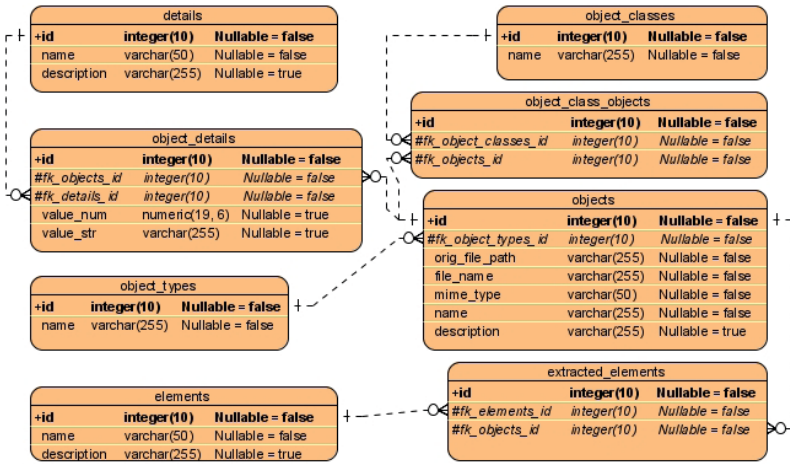 details
+id integer(10) Nullable = false
name varchar(50) Nullable = false
description varchar(255) Nullable = true
object_classes
+id integer(10) Nullable = false
name varchar(255) Nullable = false
object_class_objects
+id integer(10) Nullable = false
#fk_object_classes_id integer(10) Nullable = false
#fk_objects_id integer(10) Nullable = false
object_details
+id integer(10) Nullable = false
#fk_objects_id integer(10) Nullable = false
#fk_details_id integer(10) Nullable = false
value_num numeric(19, 6) Nullable = true
value_str varchar(255) Nullable = true
objects
+id integer(10) Nullable = false
#fk_object_types_id integer(10) Nullable = false
orig_file_path varchar(255) Nullable = false
file_name varchar(255) Nullable = false
mime_type varchar(50) Nullable = false
name varchar(255) Nullable = false
description varchar(255) Nullable = true
object_types
+id integer(10) Nullable = false
name varchar(255) Nullable = false
extracted_elements
+id integer(10) Nullable = false
#fk_elements_id integer(10) Nullable = false
#fk_objects_id integer(10) Nullable = false
elements
+id integer(10) Nullable = false
name varchar(50) Nullable = false
description varchar(255) Nullable = true